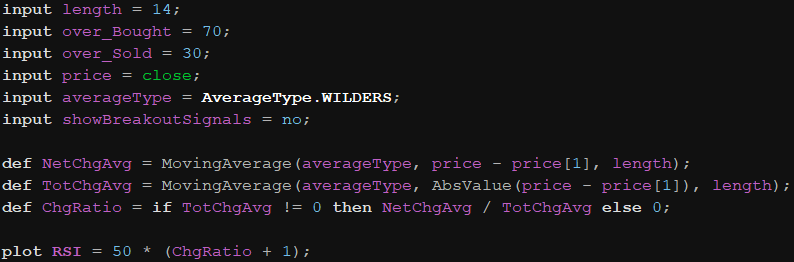 input length = 14;
input over_Bought = 70;
input over_Sold = 30;
input price = close;
input averageType = AverageType.WILDERS;
input showBreakoutSignals = no;
def NetChgAvg = MovingAverage(averageType, price - price[1], length);
def TotChgAvg = MovingAverage(averageType, AbsValue(price - price[1]), length);
def ChgRatio = if TotChgAvg != 0 then NetChgAvg / TotChgAvg else 0;
plot RSI = 50 * (ChgRatio + 1);